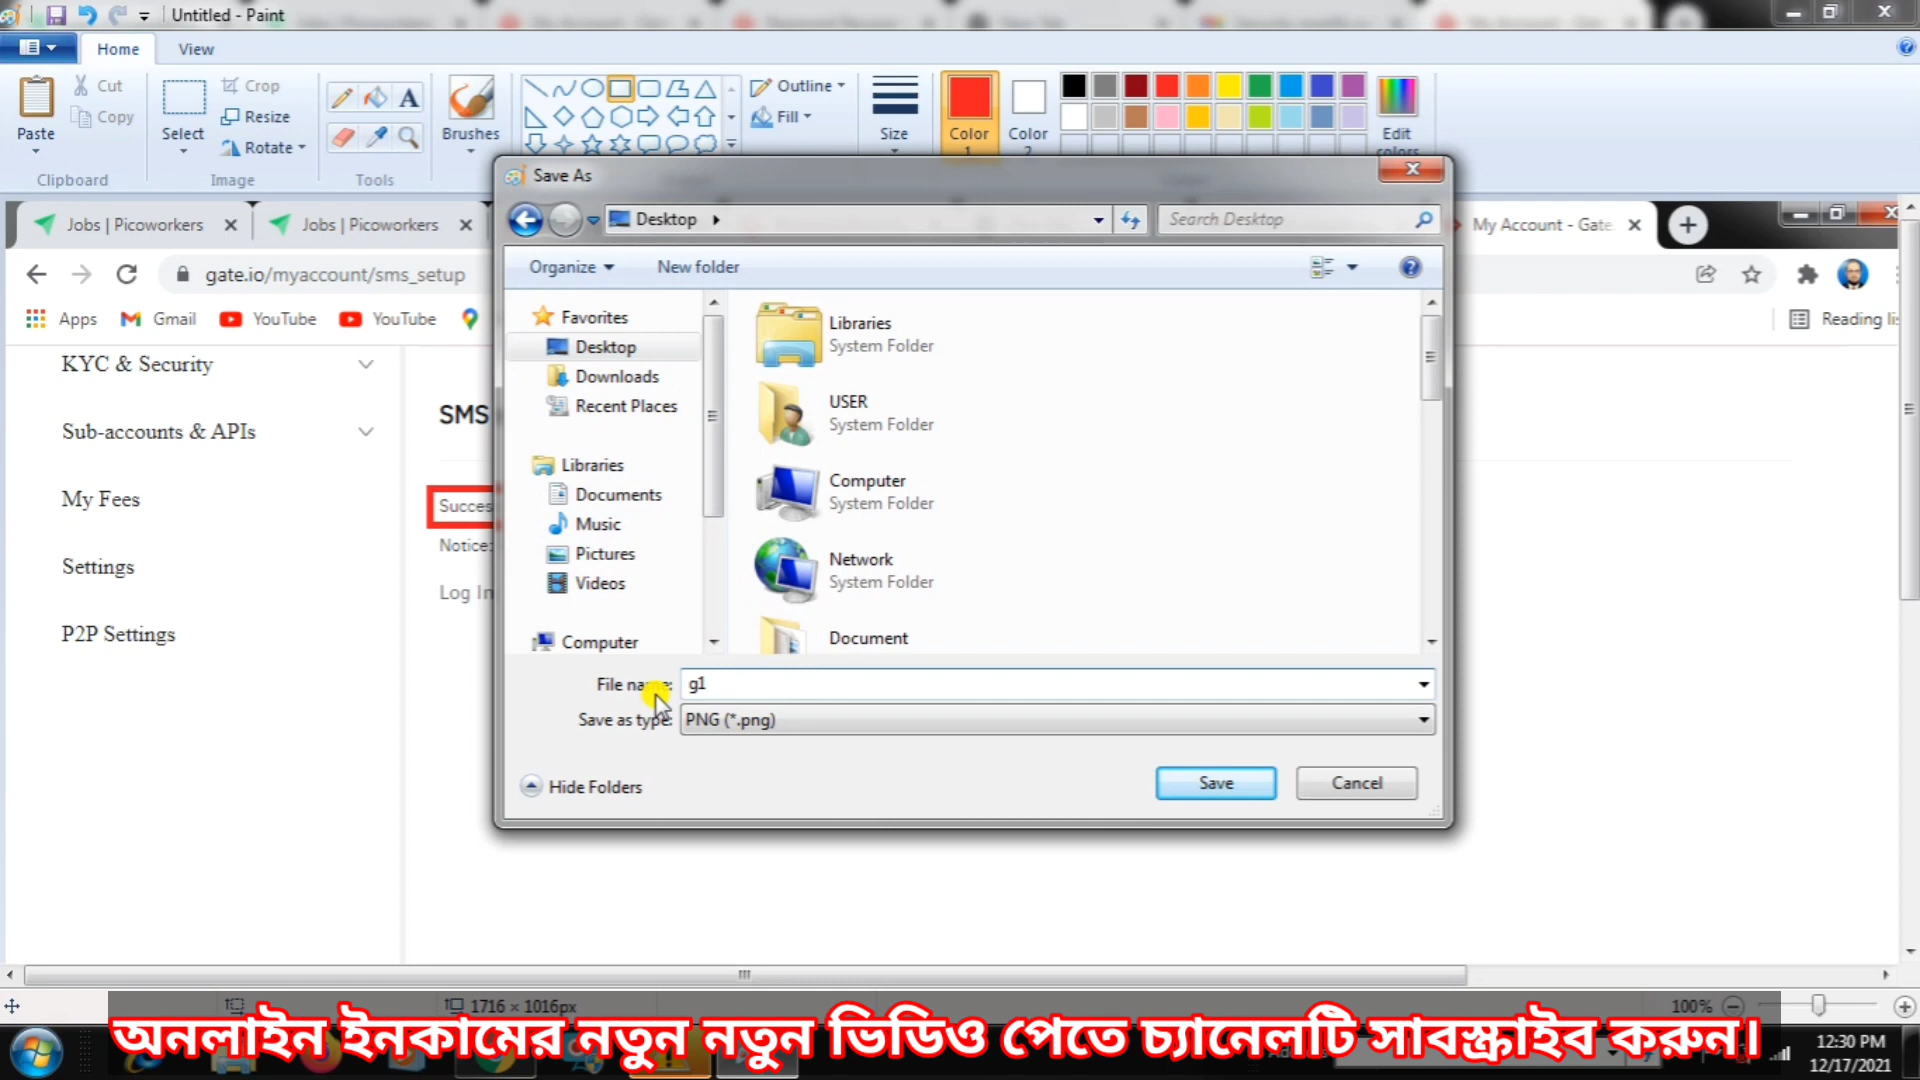 Untitled - Paint
Home
View
Paste
Cut
Copy
Clipboard
Select
Crop
Resize
Rotate
Image
Tools
Brushes
Outline
Fill
Size
Color
1
Color
2
Edit
colors
Save As
Desktop
Search Desktop
Organize
New folder
Favorites
Desktop
Downloads
Recent Places
Libraries
Documents
Music
Pictures
Videos
Computer
Libraries
System Folder
USER
System Folder
Computer
System Folder
Network
System Folder
Document
File name:
g1
Save as type:
PNG (*.png)
Hide Folders
Save
Cancel
Jobs | Picoworkers
Jobs | Picoworkers
My Account - Gate.
gate.io/myaccount/sms_setup
Apps
Gmail
YouTube
YouTube
Reading lis
KYC & Security
Sub-accounts & APIs
My Fees
Settings
P2P Settings
SMS
Succes
Notice:
Log In
1716 × 1016px
100%
অনলাইন ইনকামের নতুন নতুন ভিডিও পেতে চ্যানেলটি সাবস্ক্রাইব করুন।
12:30 PM
12/17/2021